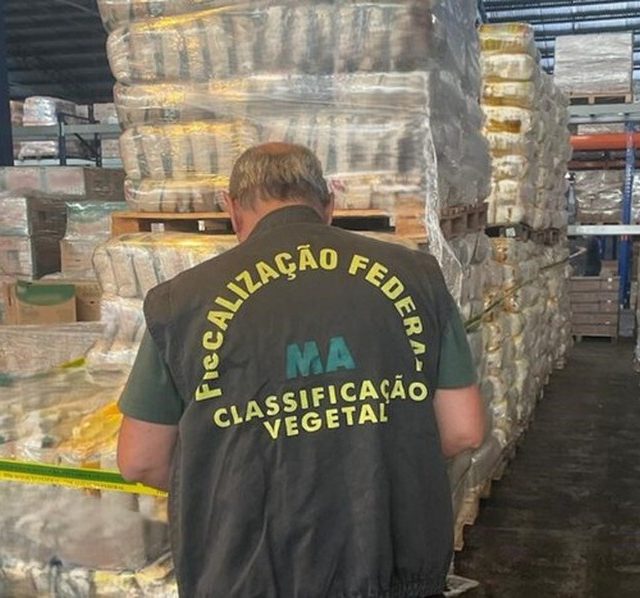 FISCALIZAÇÃO FEDERAL
MA
CLASSIFICAÇÃO
VEGETAL